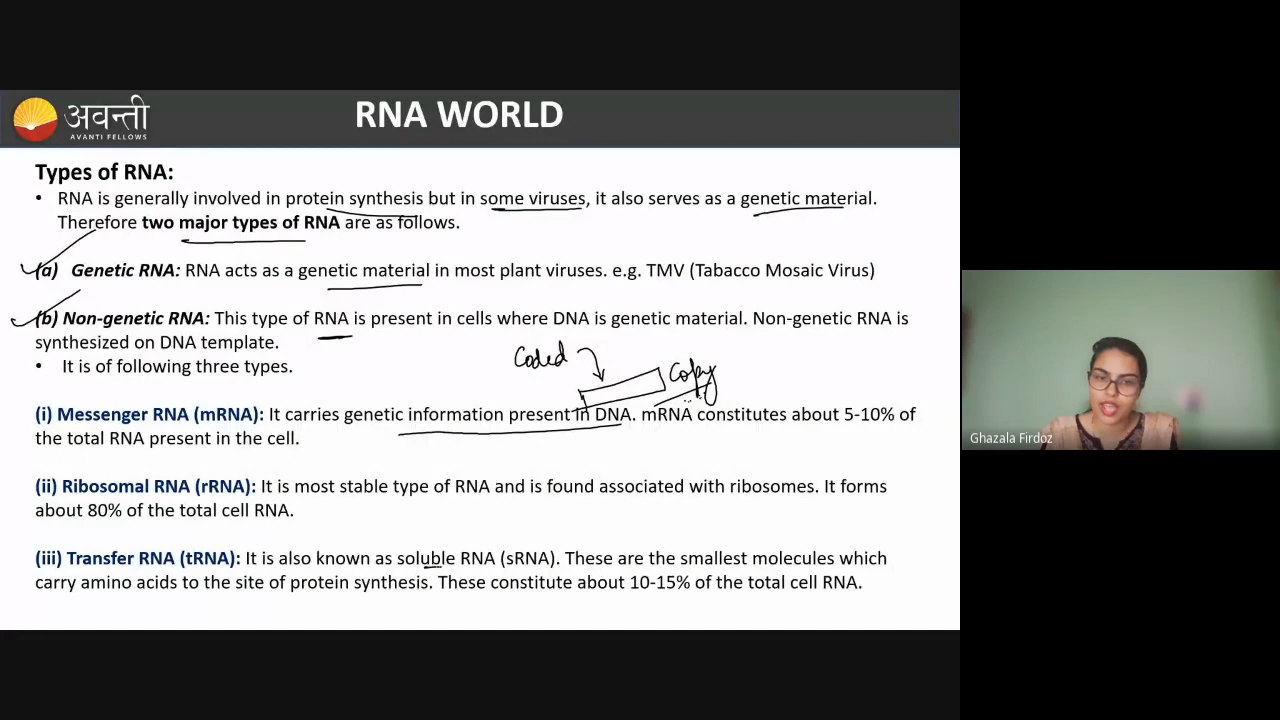 अवन्ती
AVANTI FELLOWS
RNA WORLD
Types of RNA:
• RNA is generally involved in protein synthesis but in some viruses, it also serves as a genetic material.
Therefore two major types of RNA are as follows.
(a) Genetic RNA: RNA acts as a genetic material in most plant viruses. e.g. TMV (Tabacco Mosaic Virus)
(b) Non-genetic RNA: This type of RNA is present in cells where DNA is genetic material. Non-genetic RNA is
synthesized on DNA template.
• It is of following three types.
Coded
Copy
(i) Messenger RNA (mRNA): It carries genetic information present in DNA. mRNA constitutes about 5-10% of
the total RNA present in the cell.
(ii) Ribosomal RNA (rRNA): It is most stable type of RNA and is found associated with ribosomes. It forms
about 80% of the total cell RNA.
(iii) Transfer RNA (tRNA): It is also known as soluble RNA (sRNA). These are the smallest molecules which
carry amino acids to the site of protein synthesis. These constitute about 10-15% of the total cell RNA.
Ghazala Firdoz